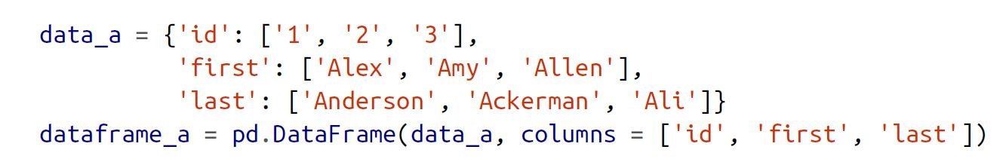 data_a = {'id': ['1', '2', '3'],
'first': ['Alex', 'Amy', 'Allen'],
'last': ['Anderson', 'Ackerman', 'Ali']}
dataframe_a = pd.DataFrame(data_a, columns = ['id', 'first', 'last'])